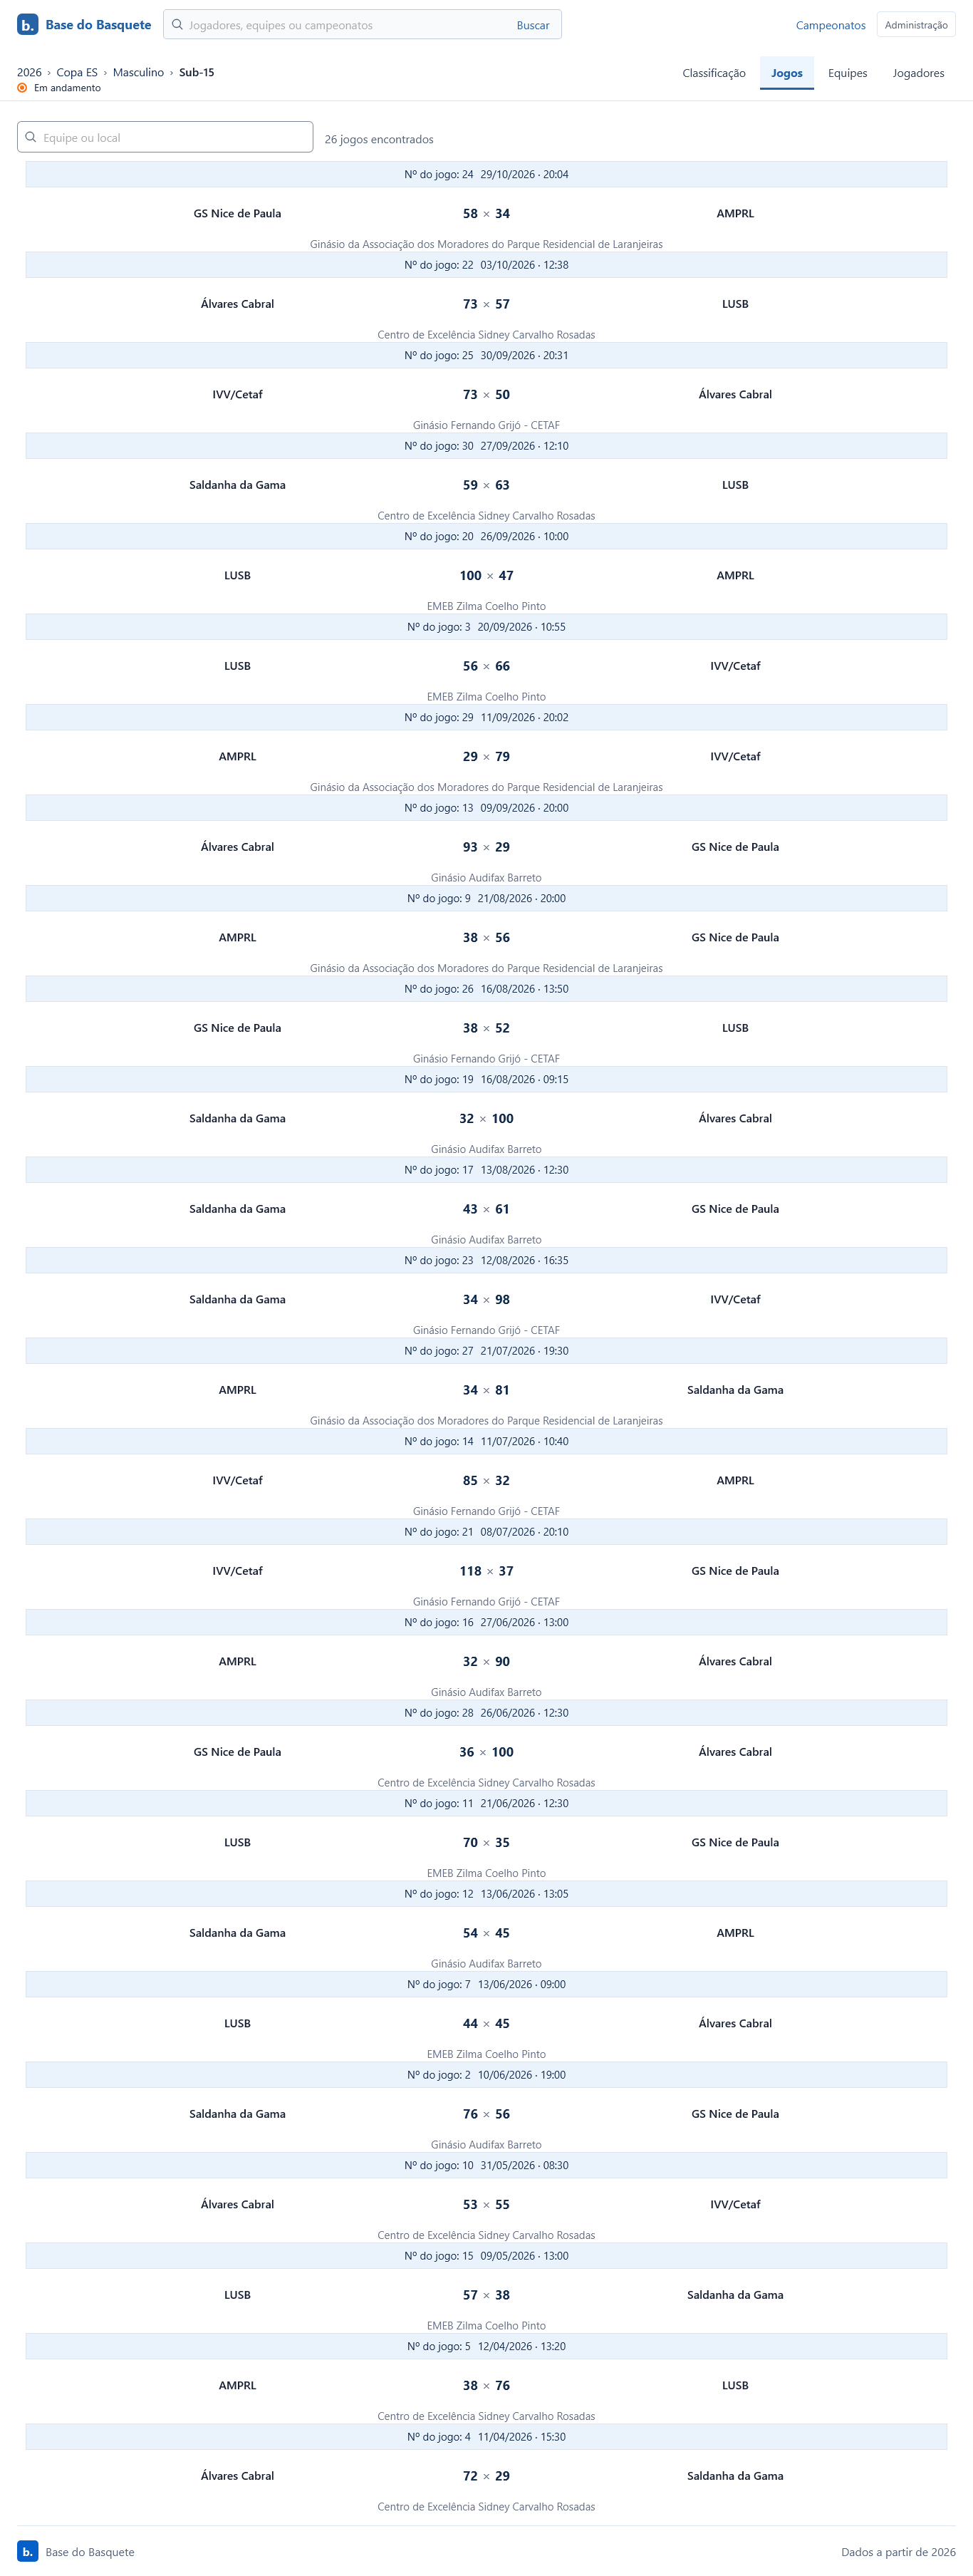 b. Base do Basquete Jogadores, equipes ou campeonatos Buscar Campeonatos Administração
2026 › Copa ES › Masculino › Sub-15
Em andamento
Classificação Jogos Equipes Jogadores
Equipe ou local 26 jogos encontrados
Nº do jogo: 24 29/10/2026 · 20:04
GS Nice de Paula 58 × 34 AMPRL
Ginásio da Associação dos Moradores do Parque Residencial de Laranjeiras
Nº do jogo: 22 03/10/2026 · 12:38
Álvares Cabral 73 × 57 LUSB
Centro de Excelência Sidney Carvalho Rosadas
Nº do jogo: 25 30/09/2026 · 20:31
IVV/Cetaf 73 × 50 Álvares Cabral
Ginásio Fernando Grijó - CETAF
Nº do jogo: 30 27/09/2026 · 12:10
Saldanha da Gama 59 × 63 LUSB
Centro de Excelência Sidney Carvalho Rosadas
Nº do jogo: 20 26/09/2026 · 10:00
LUSB 100 × 47 AMPRL
EMEB Zilma Coelho Pinto
Nº do jogo: 3 20/09/2026 · 10:55
LUSB 56 × 66 IVV/Cetaf
EMEB Zilma Coelho Pinto
Nº do jogo: 29 11/09/2026 · 20:02
AMPRL 29 × 79 IVV/Cetaf
Ginásio da Associação dos Moradores do Parque Residencial de Laranjeiras
Nº do jogo: 13 09/09/2026 · 20:00
Álvares Cabral 93 × 29 GS Nice de Paula
Ginásio Audifax Barreto
Nº do jogo: 9 21/08/2026 · 20:00
AMPRL 38 × 56 GS Nice de Paula
Ginásio da Associação dos Moradores do Parque Residencial de Laranjeiras
Nº do jogo: 26 16/08/2026 · 13:50
GS Nice de Paula 38 × 52 LUSB
Ginásio Fernando Grijó - CETAF
Nº do jogo: 19 16/08/2026 · 09:15
Saldanha da Gama 32 × 100 Álvares Cabral
Ginásio Audifax Barreto
Nº do jogo: 17 13/08/2026 · 12:30
Saldanha da Gama 43 × 61 GS Nice de Paula
Ginásio Audifax Barreto
Nº do jogo: 23 12/08/2026 · 16:35
Saldanha da Gama 34 × 98 IVV/Cetaf
Ginásio Fernando Grijó - CETAF
Nº do jogo: 27 21/07/2026 · 19:30
AMPRL 34 × 81 Saldanha da Gama
Ginásio da Associação dos Moradores do Parque Residencial de Laranjeiras
Nº do jogo: 14 11/07/2026 · 10:40
IVV/Cetaf 85 × 32 AMPRL
Ginásio Fernando Grijó - CETAF
Nº do jogo: 21 08/07/2026 · 20:10
IVV/Cetaf 118 × 37 GS Nice de Paula
Ginásio Fernando Grijó - CETAF
Nº do jogo: 16 27/06/2026 · 13:00
AMPRL 32 × 90 Álvares Cabral
Ginásio Audifax Barreto
Nº do jogo: 28 26/06/2026 · 12:30
GS Nice de Paula 36 × 100 Álvares Cabral
Centro de Excelência Sidney Carvalho Rosadas
Nº do jogo: 11 21/06/2026 · 12:30
LUSB 70 × 35 GS Nice de Paula
EMEB Zilma Coelho Pinto
Nº do jogo: 12 13/06/2026 · 13:05
Saldanha da Gama 54 × 45 AMPRL
Ginásio Audifax Barreto
Nº do jogo: 7 13/06/2026 · 09:00
LUSB 44 × 45 Álvares Cabral
EMEB Zilma Coelho Pinto
Nº do jogo: 2 10/06/2026 · 19:00
Saldanha da Gama 76 × 56 GS Nice de Paula
Ginásio Audifax Barreto
Nº do jogo: 10 31/05/2026 · 08:30
Álvares Cabral 53 × 55 IVV/Cetaf
Centro de Excelência Sidney Carvalho Rosadas
Nº do jogo: 15 09/05/2026 · 13:00
LUSB 57 × 38 Saldanha da Gama
EMEB Zilma Coelho Pinto
Nº do jogo: 5 12/04/2026 · 13:20
AMPRL 38 × 76 LUSB
Centro de Excelência Sidney Carvalho Rosadas
Nº do jogo: 4 11/04/2026 · 15:30
Álvares Cabral 72 × 29 Saldanha da Gama
Centro de Excelência Sidney Carvalho Rosadas
b. Base do Basquete Dados a partir de 2026